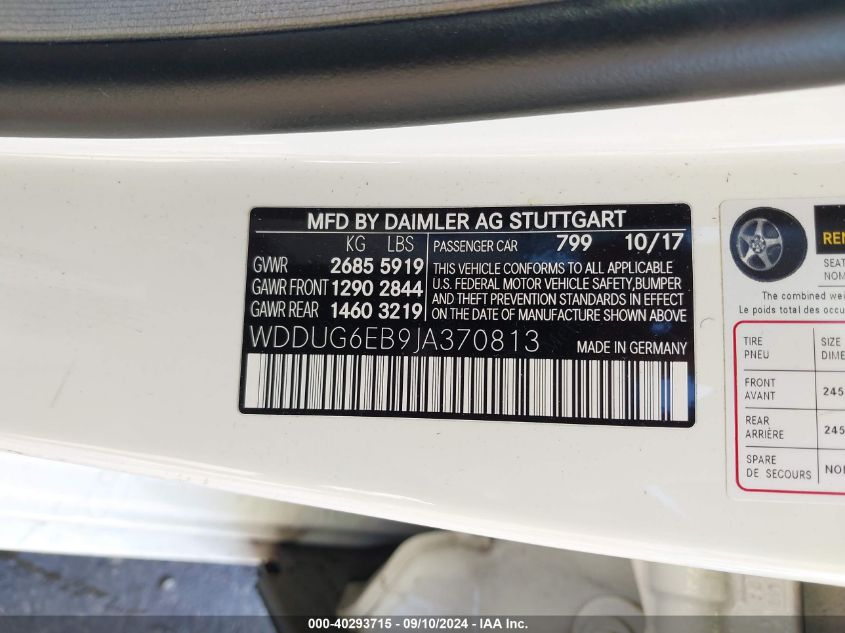 MFD BY DAIMLER AG STUTTGART
KG LBS
GVWR 2685 5919
GAWR FRONT 1290 2844
GAWR REAR 1460 3219
PASSENGER CAR 799 10/17
THIS VEHICLE CONFORMS TO ALL APPLICABLE
U.S. FEDERAL MOTOR VEHICLE SAFETY,BUMPER
AND THEFT PREVENTION STANDARDS IN EFFECT
ON THE DATE OF MANUFACTURE SHOWN ABOVE
WDDUG6EB9JA370813 MADE IN GERMANY
SEAT
The combined we
Le poids total des occu
TIRE SIZE
PNEU DIME
FRONT
AVANT 245
REAR
ARRIÈRE 245
SPARE
DE SECOURS
000-40293715 - 09/10/2024 - IAA Inc.